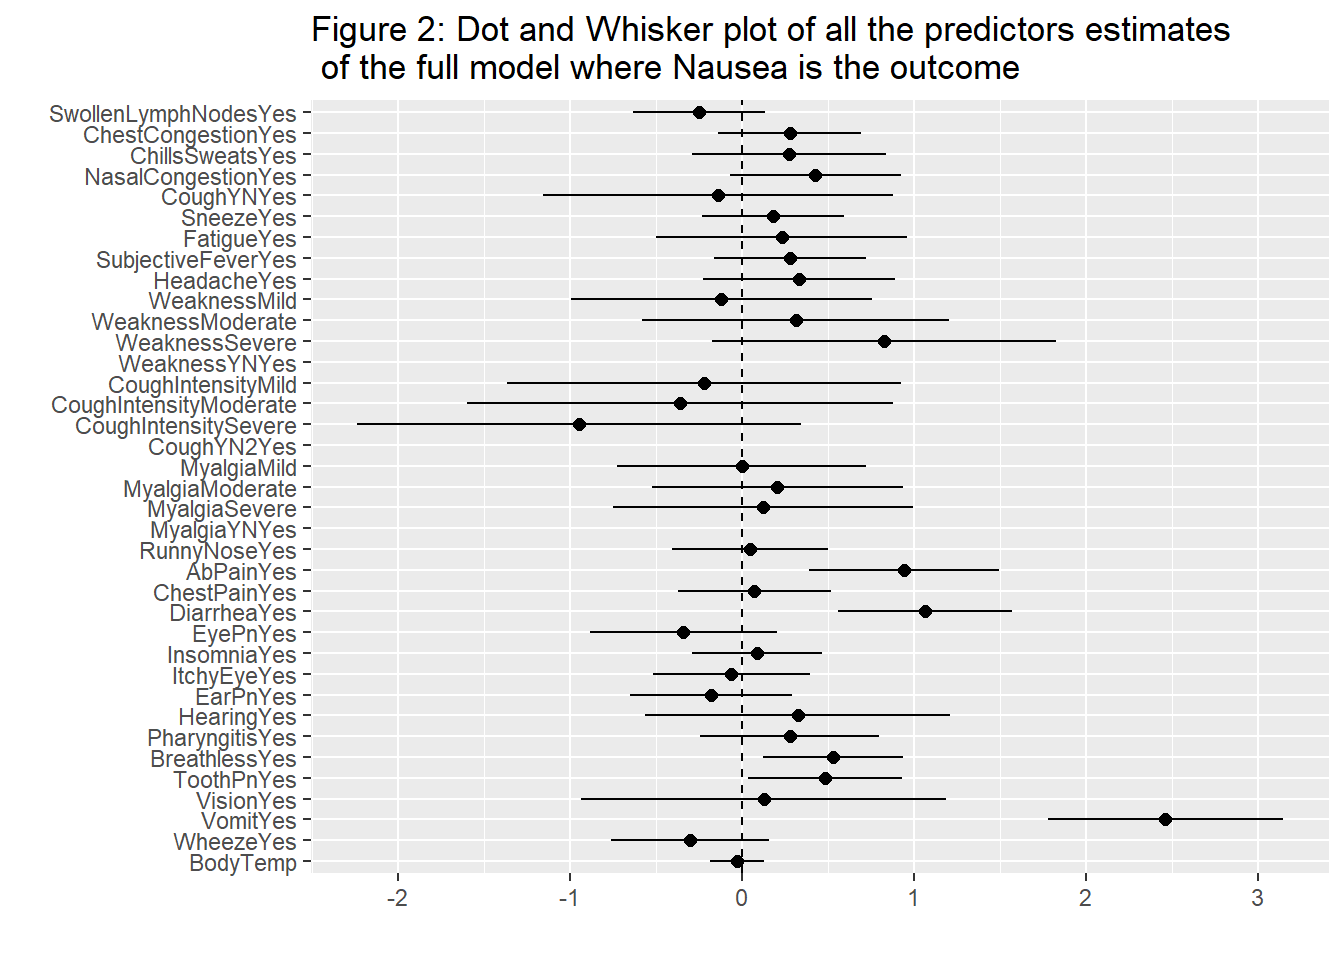 Figure 2: Dot and Whisker plot of all the predictors estimates
of the full model where Nausea is the outcome
SwollenLymphNodesYes
ChestCongestionYes
ChillsSweatsYes
NasalCongestionYes
CoughYNYes
SneezeYes
FatigueYes
SubjectiveFeverYes
HeadacheYes
WeaknessMild
WeaknessModerate
WeaknessSevere
WeaknessYNYes
CoughIntensityMild
CoughIntensityModerate
CoughIntensitySevere
CoughYN2Yes
MyalgiaMild
MyalgiaModerate
MyalgiaSevere
MyalgiaYNYes
RunnyNoseYes
AbPainYes
ChestPainYes
DiarrheaYes
EyePnYes
InsomniaYes
ItchyEyeYes
EarPnYes
HearingYes
PharyngitisYes
BreathlessYes
ToothPnYes
VisionYes
VomitYes
WheezeYes
BodyTemp
-2 -1 0 1 2 3